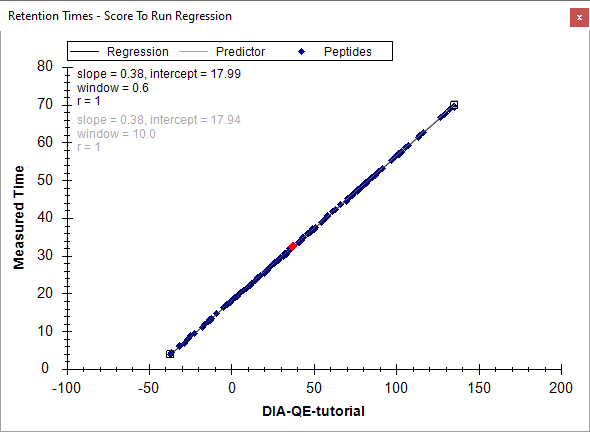 Retention Times - Score To Run Regression
x
Regression Predictor Peptides
slope = 0.38, intercept = 17.99
window = 0.6
r = 1
slope = 0.38, intercept = 17.94
window = 10.0
r = 1
80
70
60
50
40
30
20
10
0
Measured Time
-100 -50 0 50 100 150 200
DIA-QE-tutorial